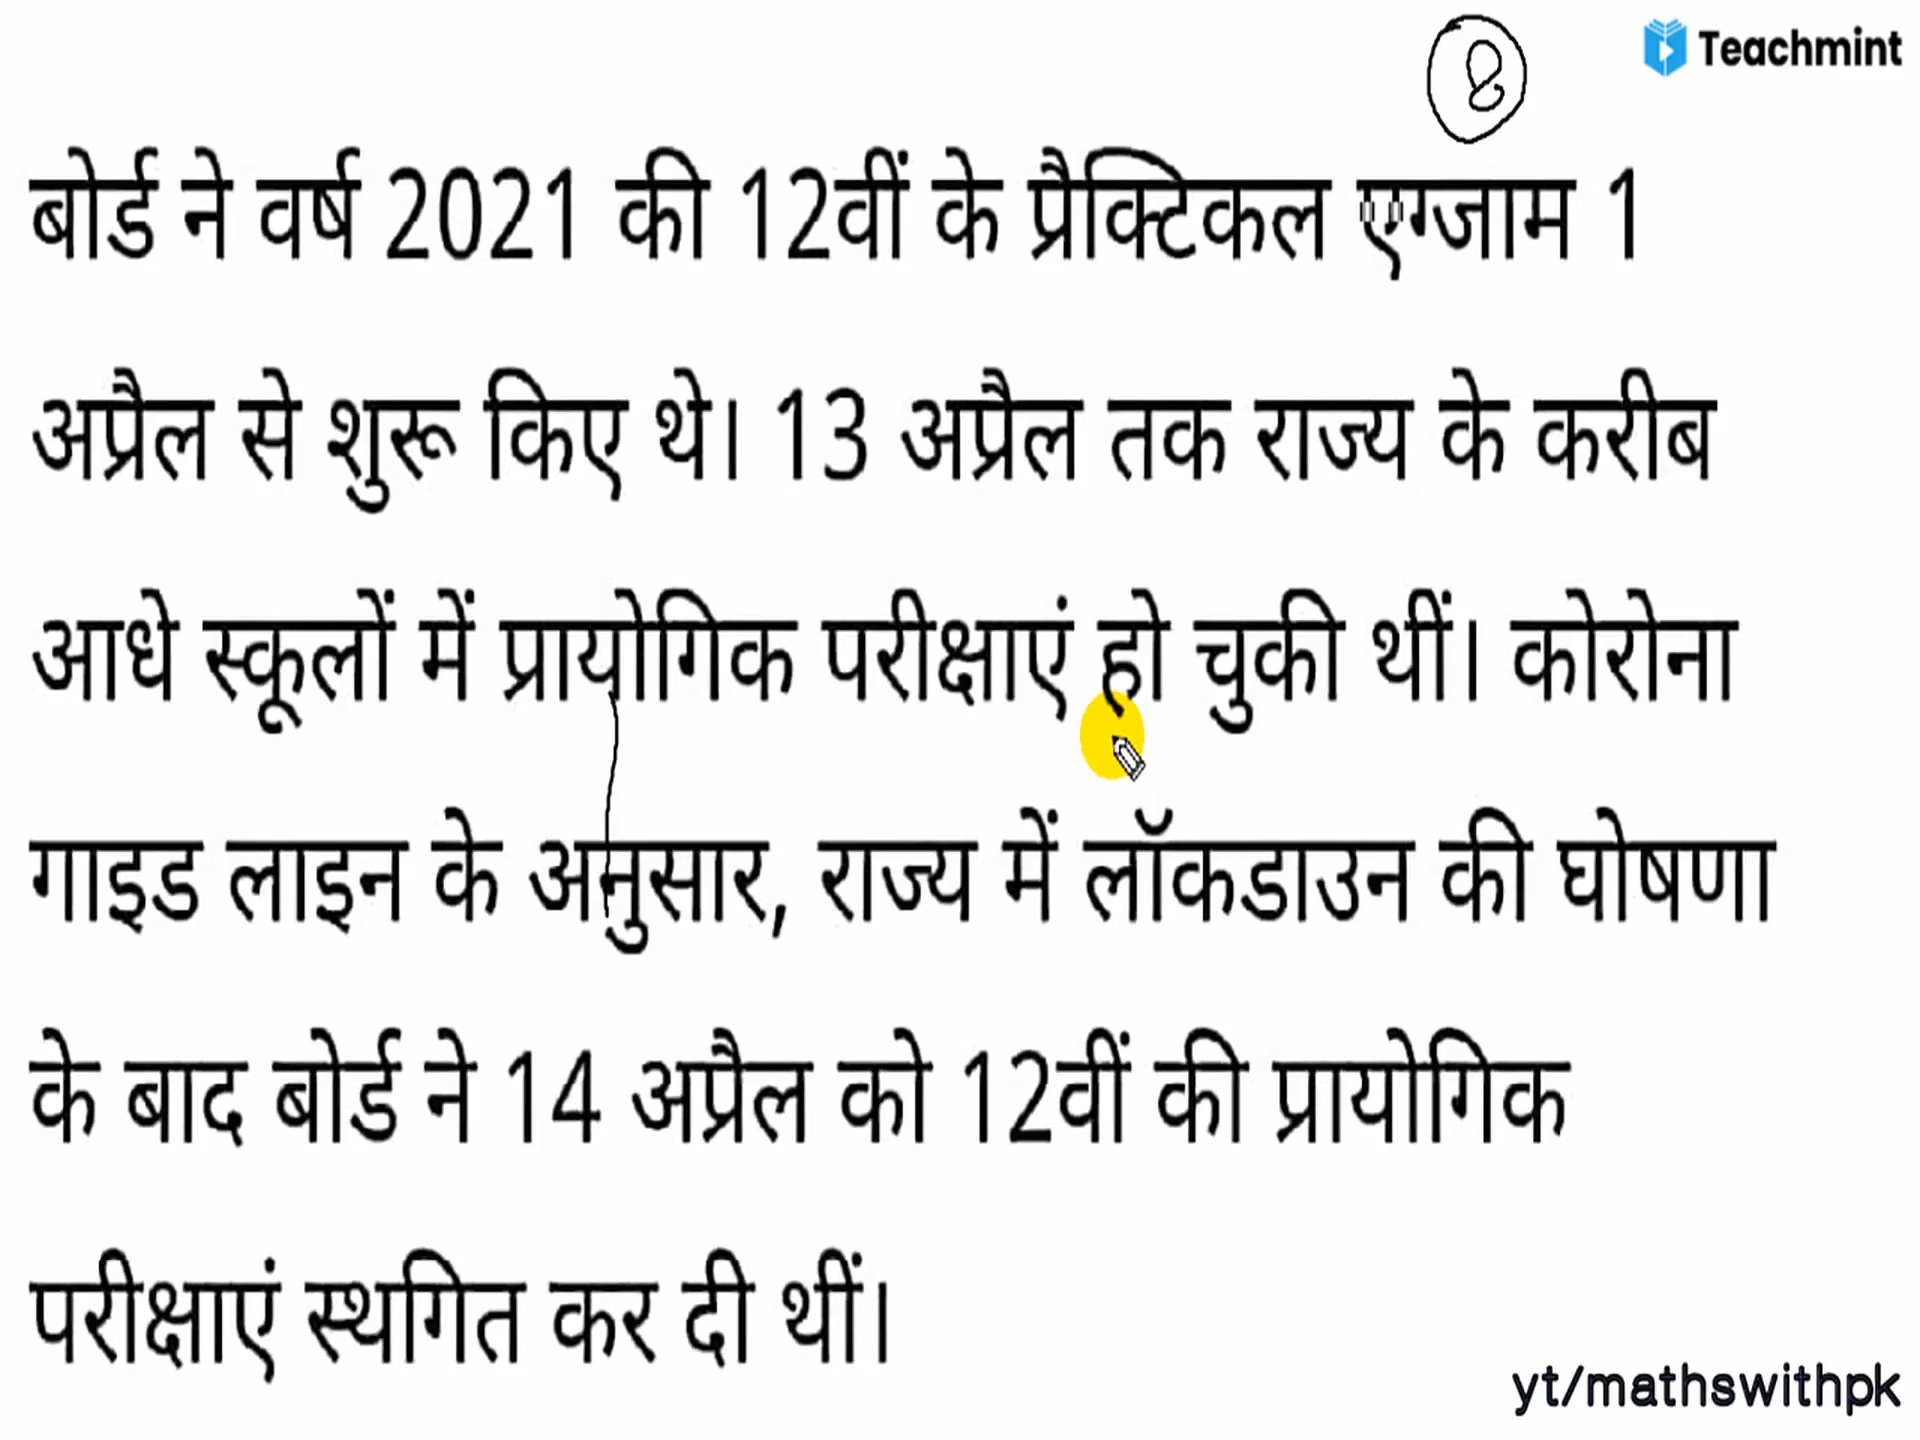 8
Teachmint
बोर्ड ने वर्ष 2021 की 12वीं के प्रैक्टिकल एग्जाम 1
अप्रैल से शुरू किए थे। 13 अप्रैल तक राज्य के करीब
आधे स्कूलों में प्रायोगिक परीक्षाएं हो चुकी थीं। कोरोना
गाइड लाइन के अनुसार, राज्य में लॉकडाउन की घोषणा
के बाद बोर्ड ने 14 अप्रैल को 12वीं की प्रायोगिक
परीक्षाएं स्थगित कर दी थीं।
yt/mathswithpk